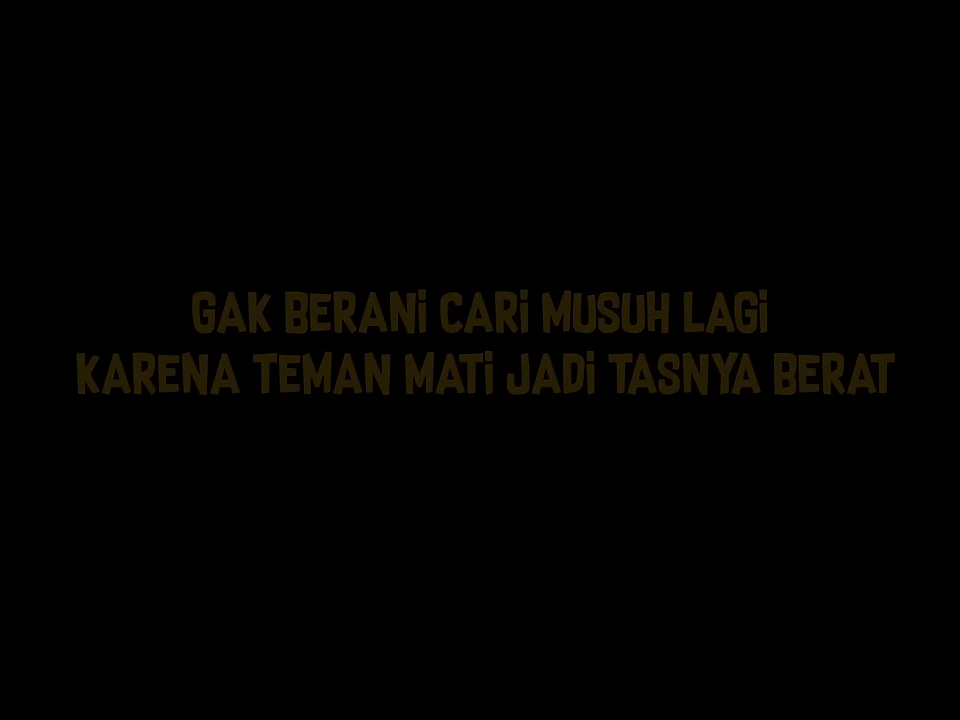 GAK BERANi CARi MUSUH LAGi
KARENA TEMAN MATi JADi TASNYA BERAT